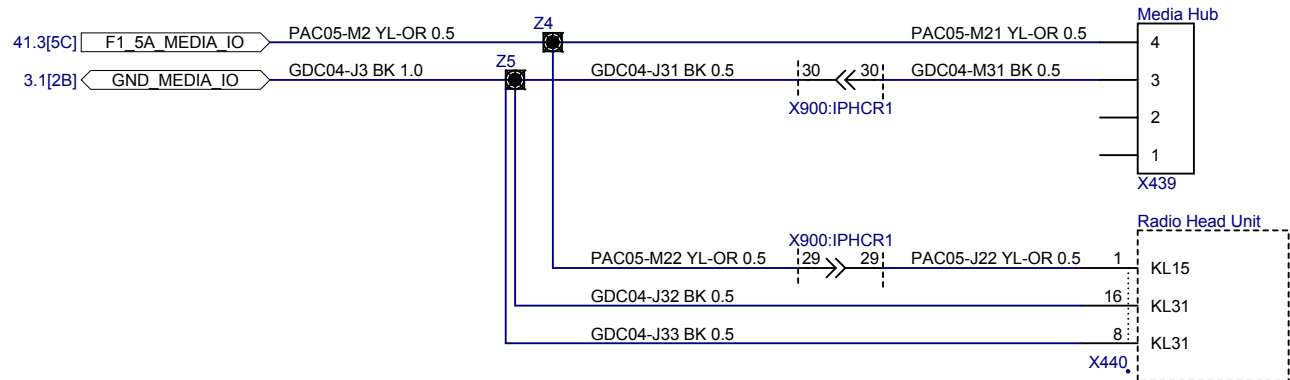 Media Hub
Z4
41.3[5C] F1_5A_MEDIA_IO PAC05-M2 YL-OR 0.5 PAC05-M21 YL-OR 0.5 4
Z5
3.1[2B] GND_MEDIA_IO GDC04-J3 BK 1.0 GDC04-J31 BK 0.5 30 30 GDC04-M31 BK 0.5 3
X900:IPHCR1
2
1
X439
Radio Head Unit
X900:IPHCR1
PAC05-M22 YL-OR 0.5 29 29 PAC05-J22 YL-OR 0.5 1 KL15
GDC04-J32 BK 0.5 16 KL31
GDC04-J33 BK 0.5 8 KL31
X440